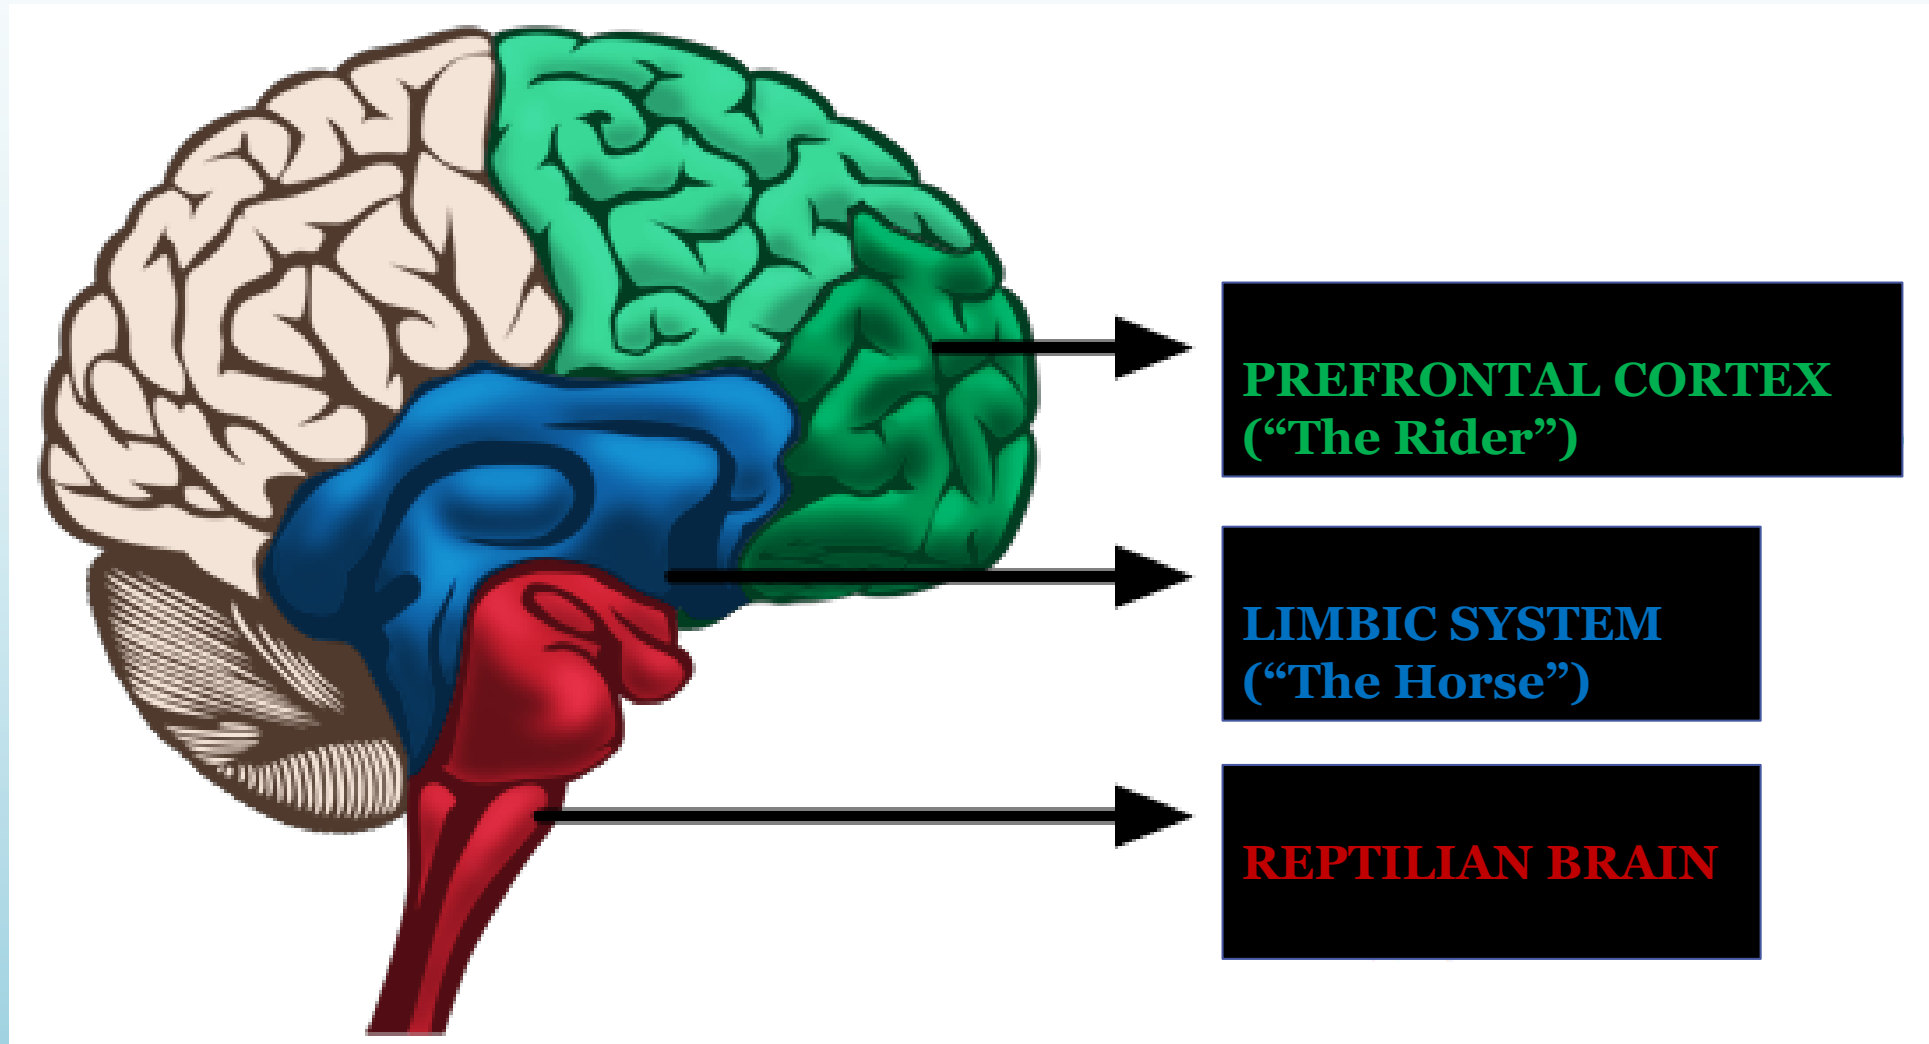 PREFRONTAL CORTEX
(“The Rider”)
LIMBIC SYSTEM
(“The Horse”)
REPTILIAN BRAIN